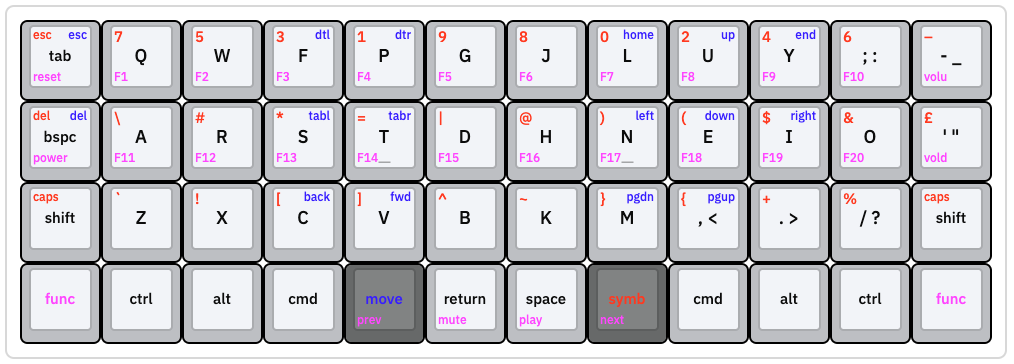 esc esc 7 5 3 dtl 1 dtr 9 8 0 home 2 up 4 end 6 –
tab Q W F P G J L U Y ; : - _
reset F1 F2 F3 F4 F5 F6 F7 F8 F9 F10 volu
del del \ # * tabl = tabr | @ ) left ( down $ right & £
bspc A R S T D H N E I O ' "
power F11 F12 F13 F14__ F15 F16 F17__ F18 F19 F20 vold
caps ` ! [ back ] fwd ^ ~ } pgdn { pgup + % caps
shift Z X C V B K M , < . > / ? shift
func ctrl alt cmd move return space symb cmd alt ctrl func
prev mute play next